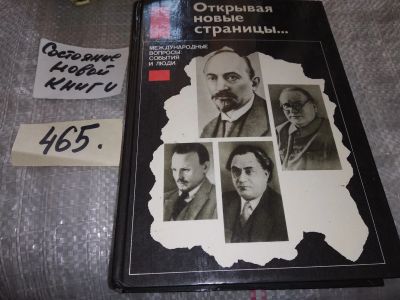 Открывая
новые
страницы...
МЕЖДУНАРОДНЫЕ
ВОПРОСЫ:
СОБЫТИЯ
И ЛЮДИ
Состояние
Новой
книги
465.